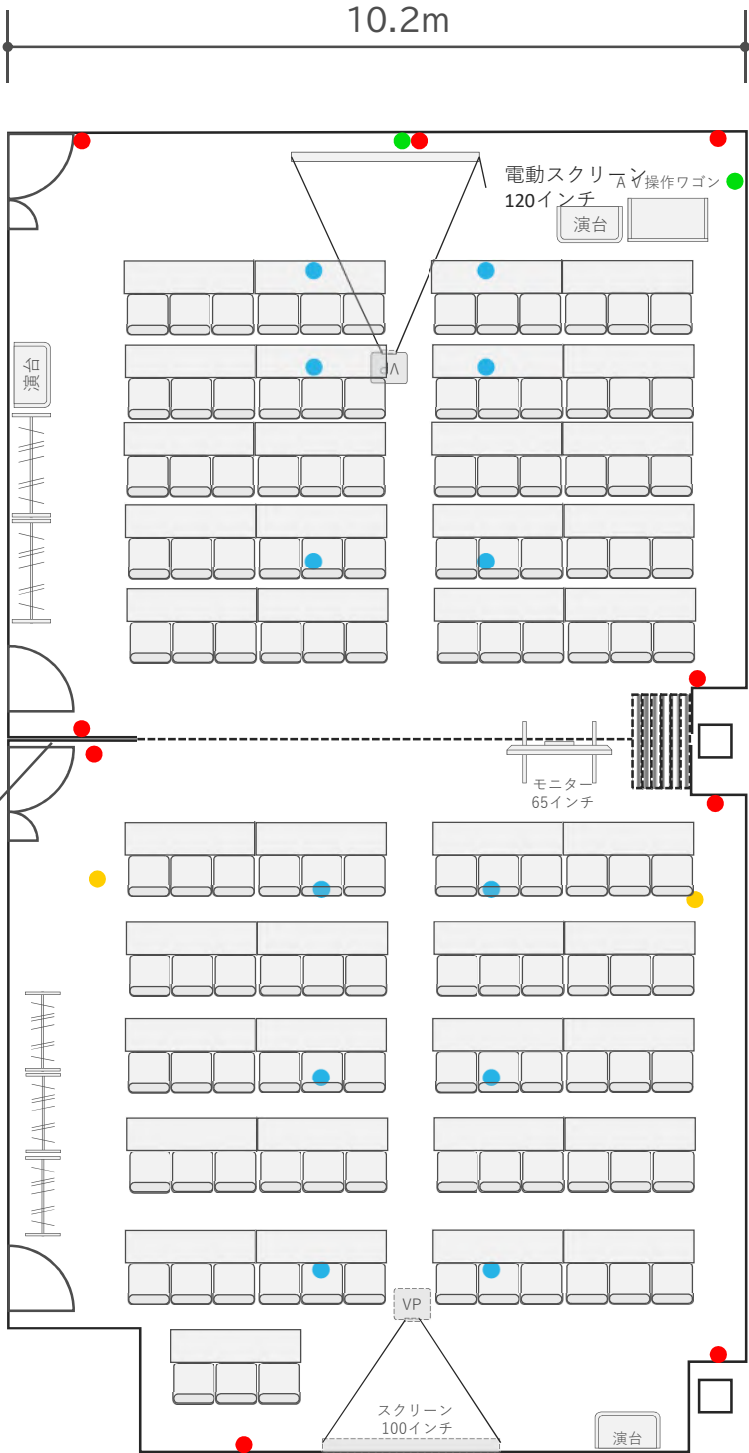 10.2m
電動スクリーン
120インチ
AV操作ワゴン
演台
演台
VP
モニター
65インチ
VP
スクリーン
100インチ
演台